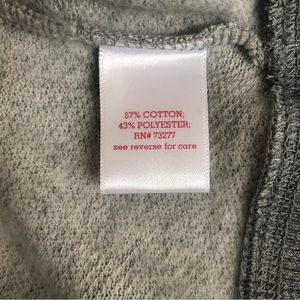 57% COTTON;
43% POLYESTER;
RN# 73277
see reverse for care